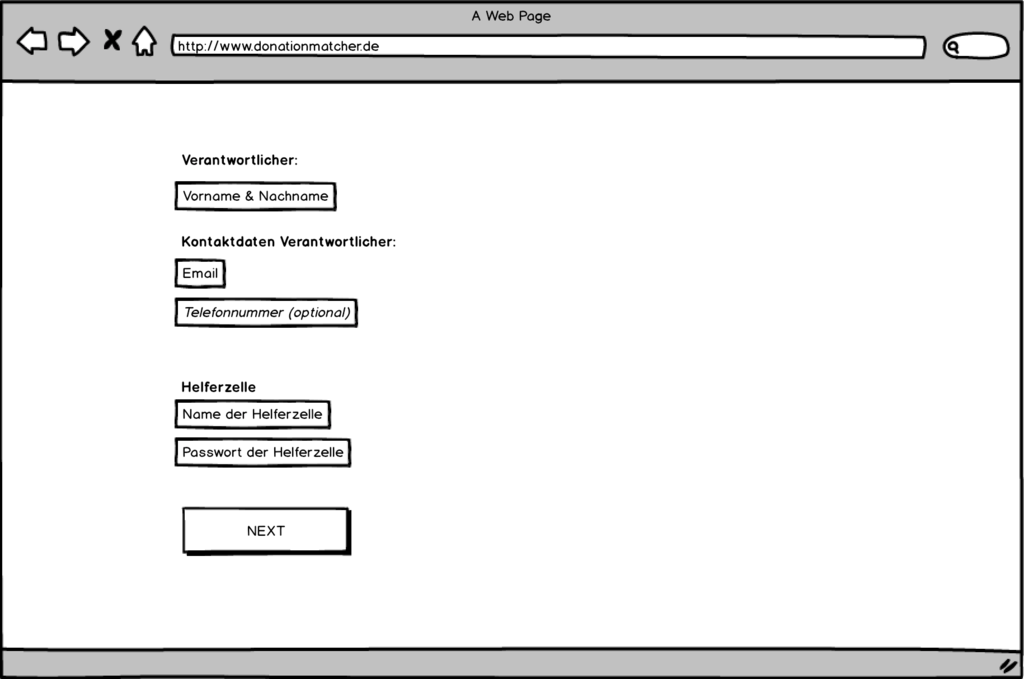 A Web Page
http://www.donationmatcher.de
Verantwortlicher:
Vorname & Nachname
Kontaktdaten Verantwortlicher:
Email
Telefonnummer (optional)
Helferzelle
Name der Helferzelle
Passwort der Helferzelle
NEXT